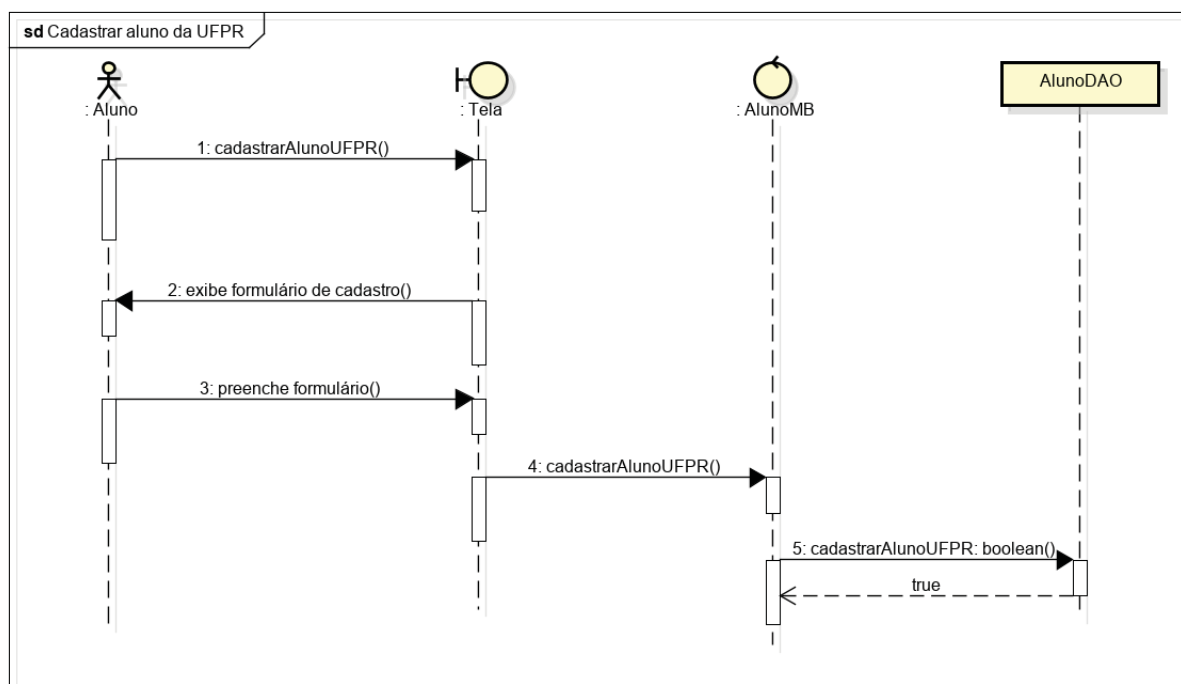 sd Cadastrar aluno da UFPR
: Aluno
: Tela
: AlunoMB
AlunoDAO
1: cadastrarAlunoUFPR()
2: exibe formulário de cadastro()
3: preenche formulário()
4: cadastrarAlunoUFPR()
5: cadastrarAlunoUFPR: boolean()
true